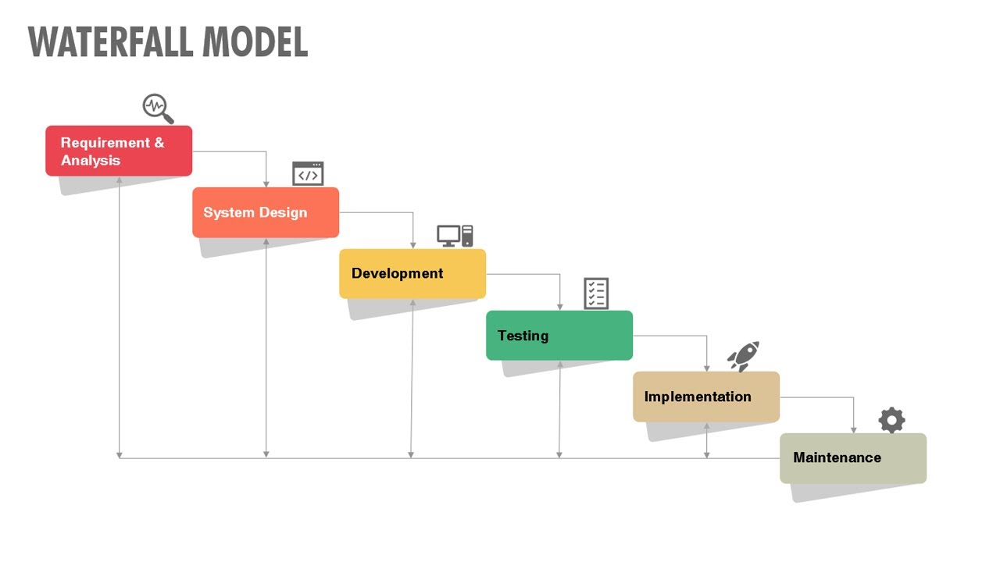 WATERFALL MODEL
Requirement &
Analysis
System Design
Development
Testing
Implementation
Maintenance